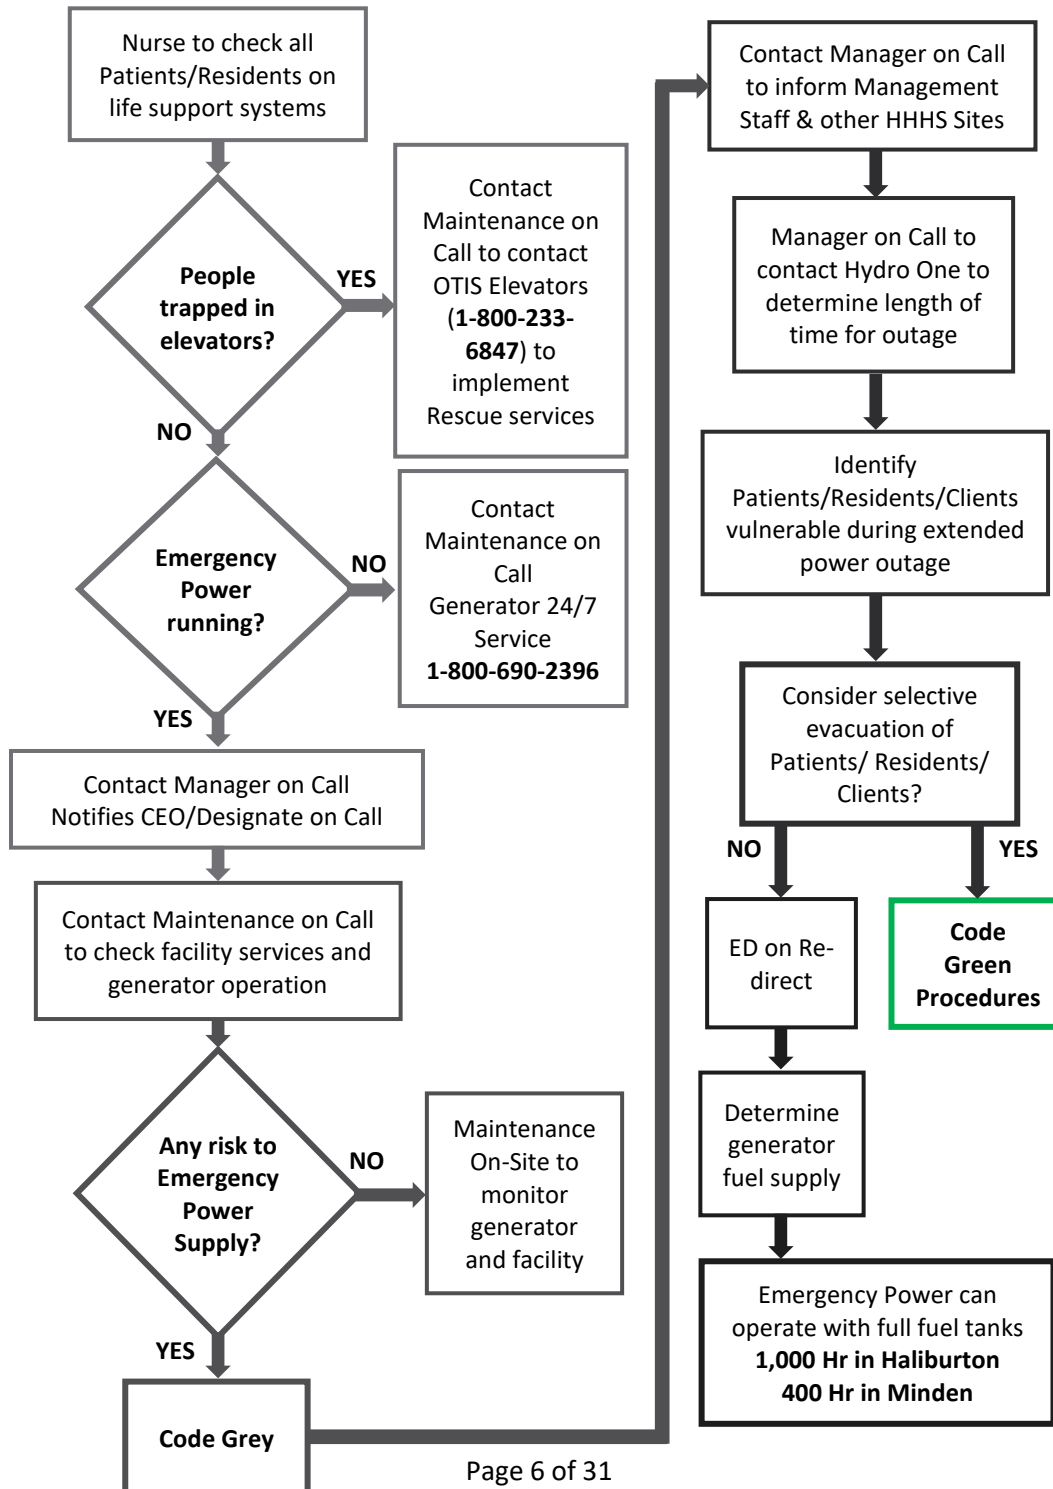 Nurse to check all
Patients/Residents on
life support systems
People
trapped in
elevators?
YES
Contact
Maintenance on
Call to contact
OTIS Elevators
(1-800-233-
6847) to
implement
Rescue services
NO
Emergency
Power
running?
NO
Contact
Maintenance on
Call
Generator 24/7
Service
1-800-690-2396
YES
Contact Manager on Call
Notifies CEO/Designate on Call
Contact Maintenance on Call
to check facility services and
generator operation
Any risk to
Emergency
Power
Supply?
NO
Maintenance
On-Site to
monitor
generator
and facility
YES
Code Grey
Contact Manager on Call
to inform Management
Staff & other HHHS Sites
Manager on Call to
contact Hydro One to
determine length of
time for outage
Identify
Patients/Residents/Clients
vulnerable during extended
power outage
Consider selective
evacuation of
Patients/ Residents/
Clients?
NO
YES
ED on Re-
direct
Code
Green
Procedures
Determine
generator
fuel supply
Emergency Power can
operate with full fuel tanks
1,000 Hr in Haliburton
400 Hr in Minden
Page 6 of 31